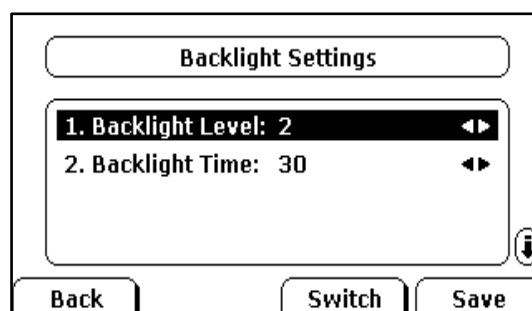 Backlight Settings
1. Backlight Level: 2
2. Backlight Time: 30
Back Switch Save